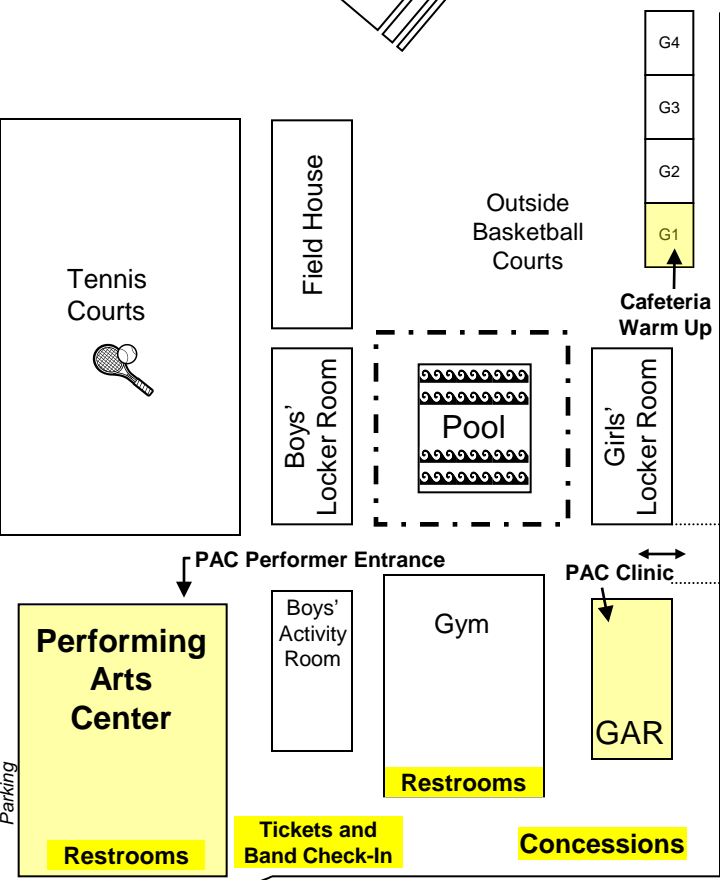 G4
G3
G2
G1
Cafeteria
Warm Up
Outside
Basketball
Courts
Field House
Tennis
Courts
Boys'
Locker Room
Pool
Girls'
Locker Room
PAC Performer Entrance
PAC Clinic
Performing
Arts
Center
Boys'
Activity
Room
Gym
GAR
Parking
Restrooms
Restrooms
Tickets and
Band Check-In
Concessions